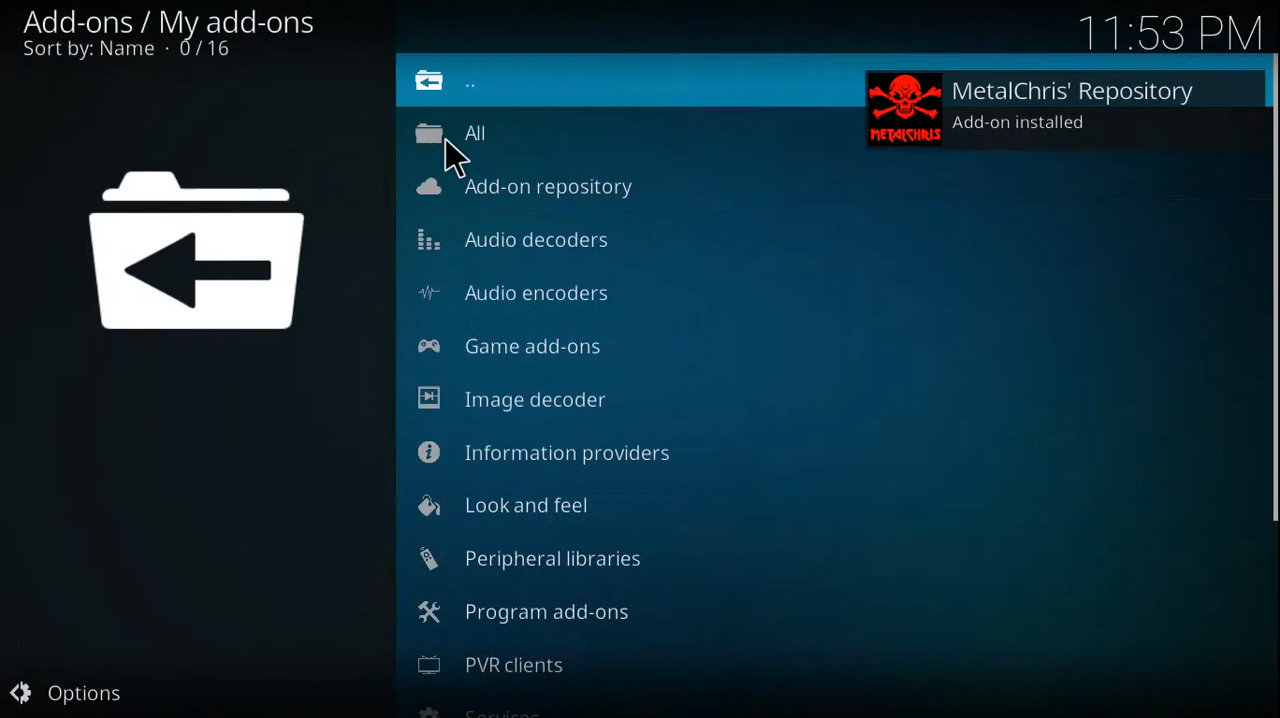 Add-ons / My add-ons
Sort by: Name · 0 / 16
11:53 PM
..
MetalChris' Repository
Add-on installed
METALCHRIS
All
Add-on repository
Audio decoders
Audio encoders
Game add-ons
Image decoder
Information providers
Look and feel
Peripheral libraries
Program add-ons
PVR clients
Services
Options